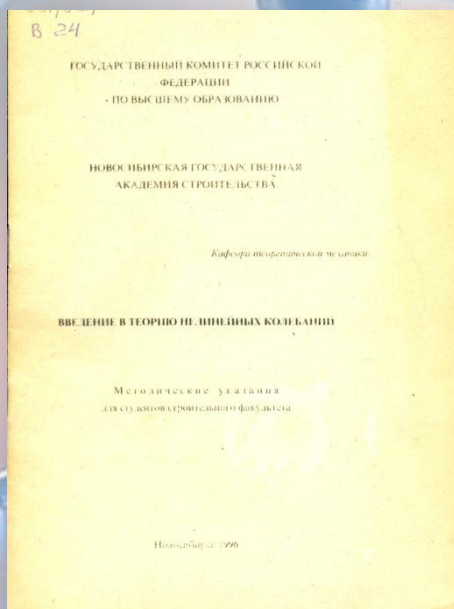 В 24
ГОСУДАРСТВЕННЫЙ КОМИТЕТ РОССИЙСКОЙ
ФЕДЕРАЦИИ
ПО ВЫСШЕМУ ОБРАЗОВАНИЮ
НОВОСИБИРСКАЯ ГОСУДАРСТВЕННАЯ
АКАДЕМИЯ СТРОИТЕЛЬСТВА
Кафедра теоретической механики
ВВЕДЕНИЕ В ТЕОРИЮ НЕЛИНЕЙНЫХ КОЛЕБАНИЙ
Методические указания
для студентов строительного факультета
Новосибирск 1996